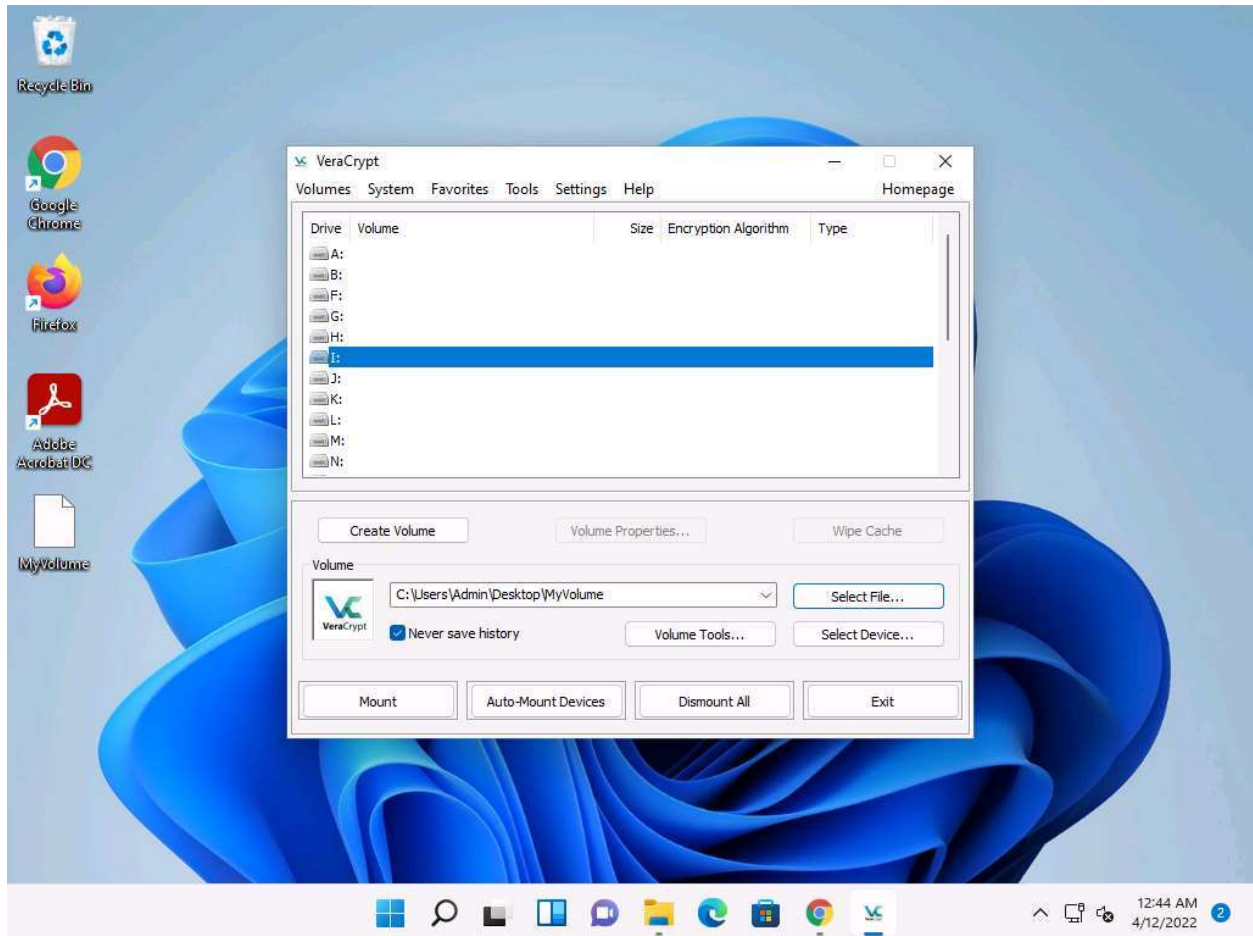 Recycle Bin
Google
Chrome
Firefox
Adobe
Acrobat DC
MyVolume
VeraCrypt
Volumes System Favorites Tools Settings Help Homepage
Drive Volume Size Encryption Algorithm Type
A:
B:
F:
G:
H:
I:
J:
K:
L:
M:
N:
Create Volume Volume Properties... Wipe Cache
Volume
VeraCrypt
C:\Users\Admin\Desktop\MyVolume Select File...
Never save history Volume Tools... Select Device...
Mount Auto-Mount Devices Dismount All Exit
12:44 AM
4/12/2022
2